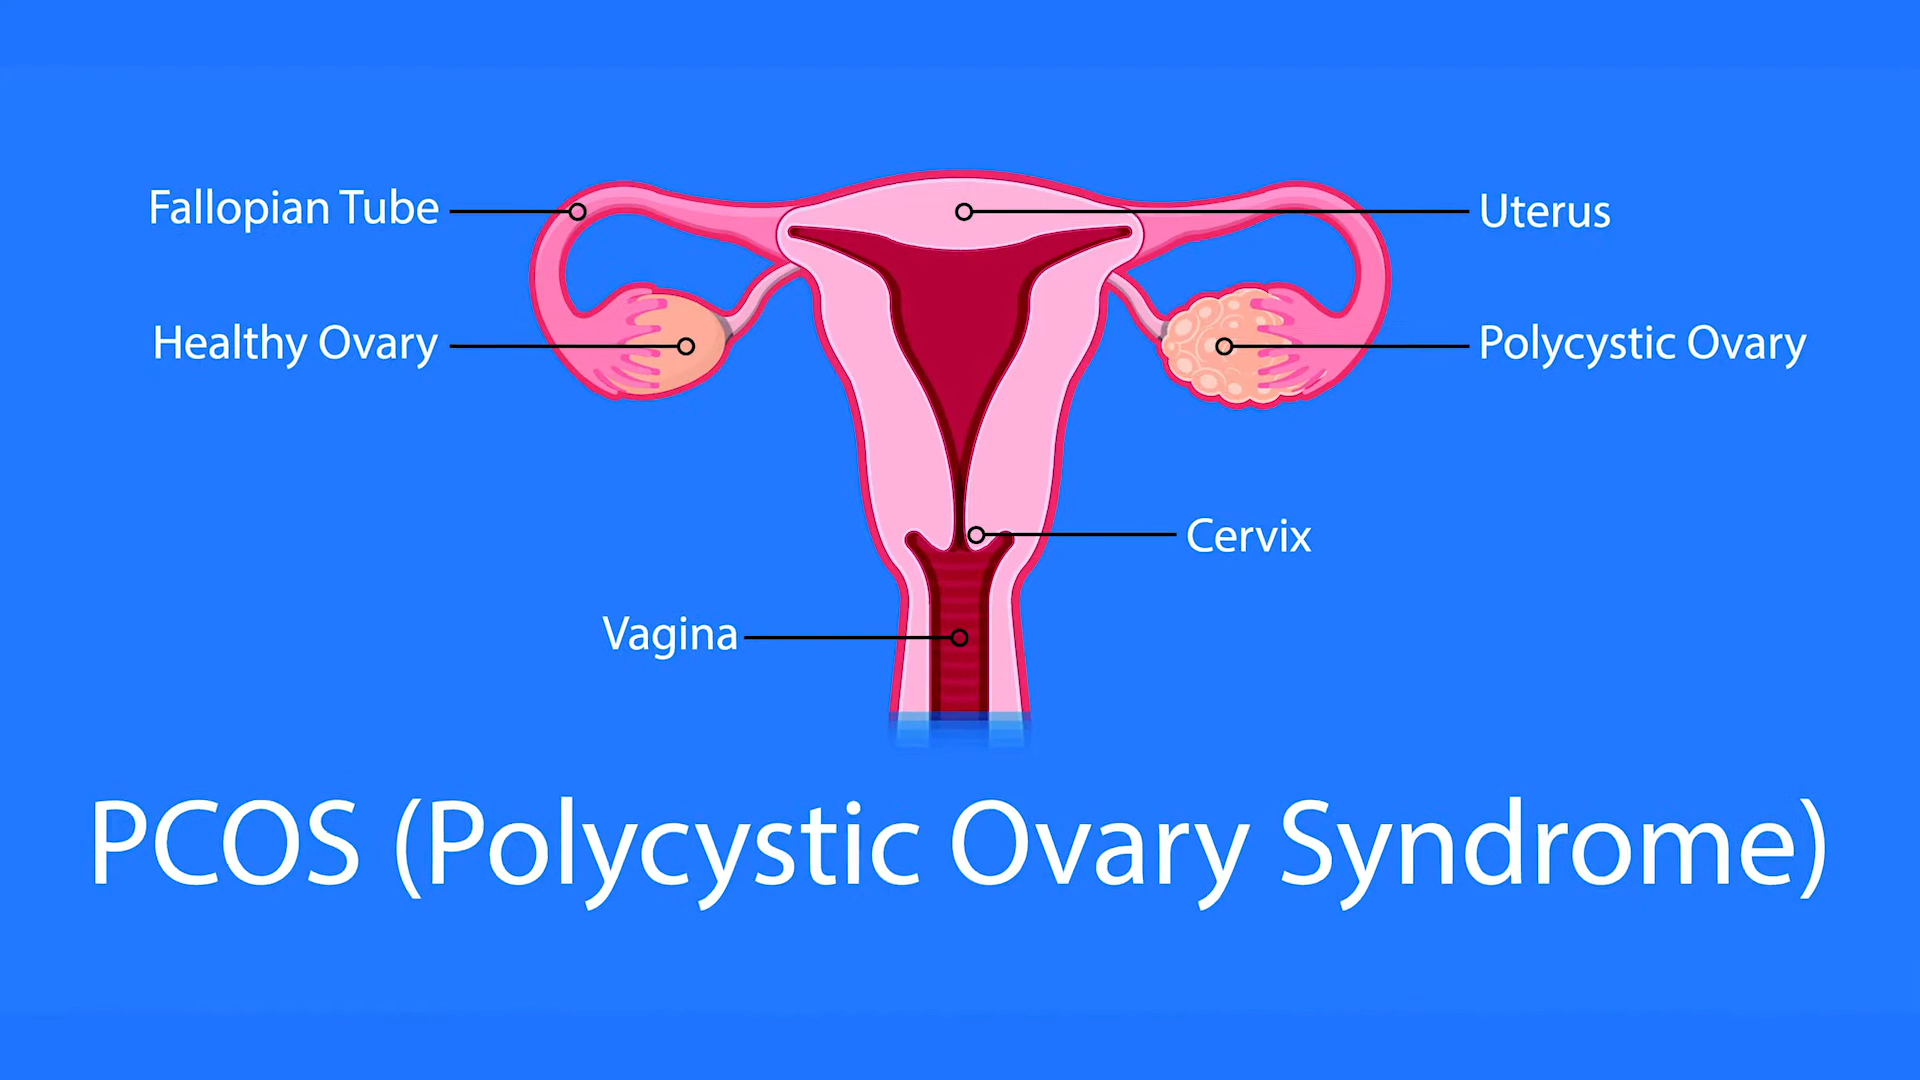 Fallopian Tube
Uterus
Healthy Ovary
Polycystic Ovary
Cervix
Vagina
PCOS (Polycystic Ovary Syndrome)